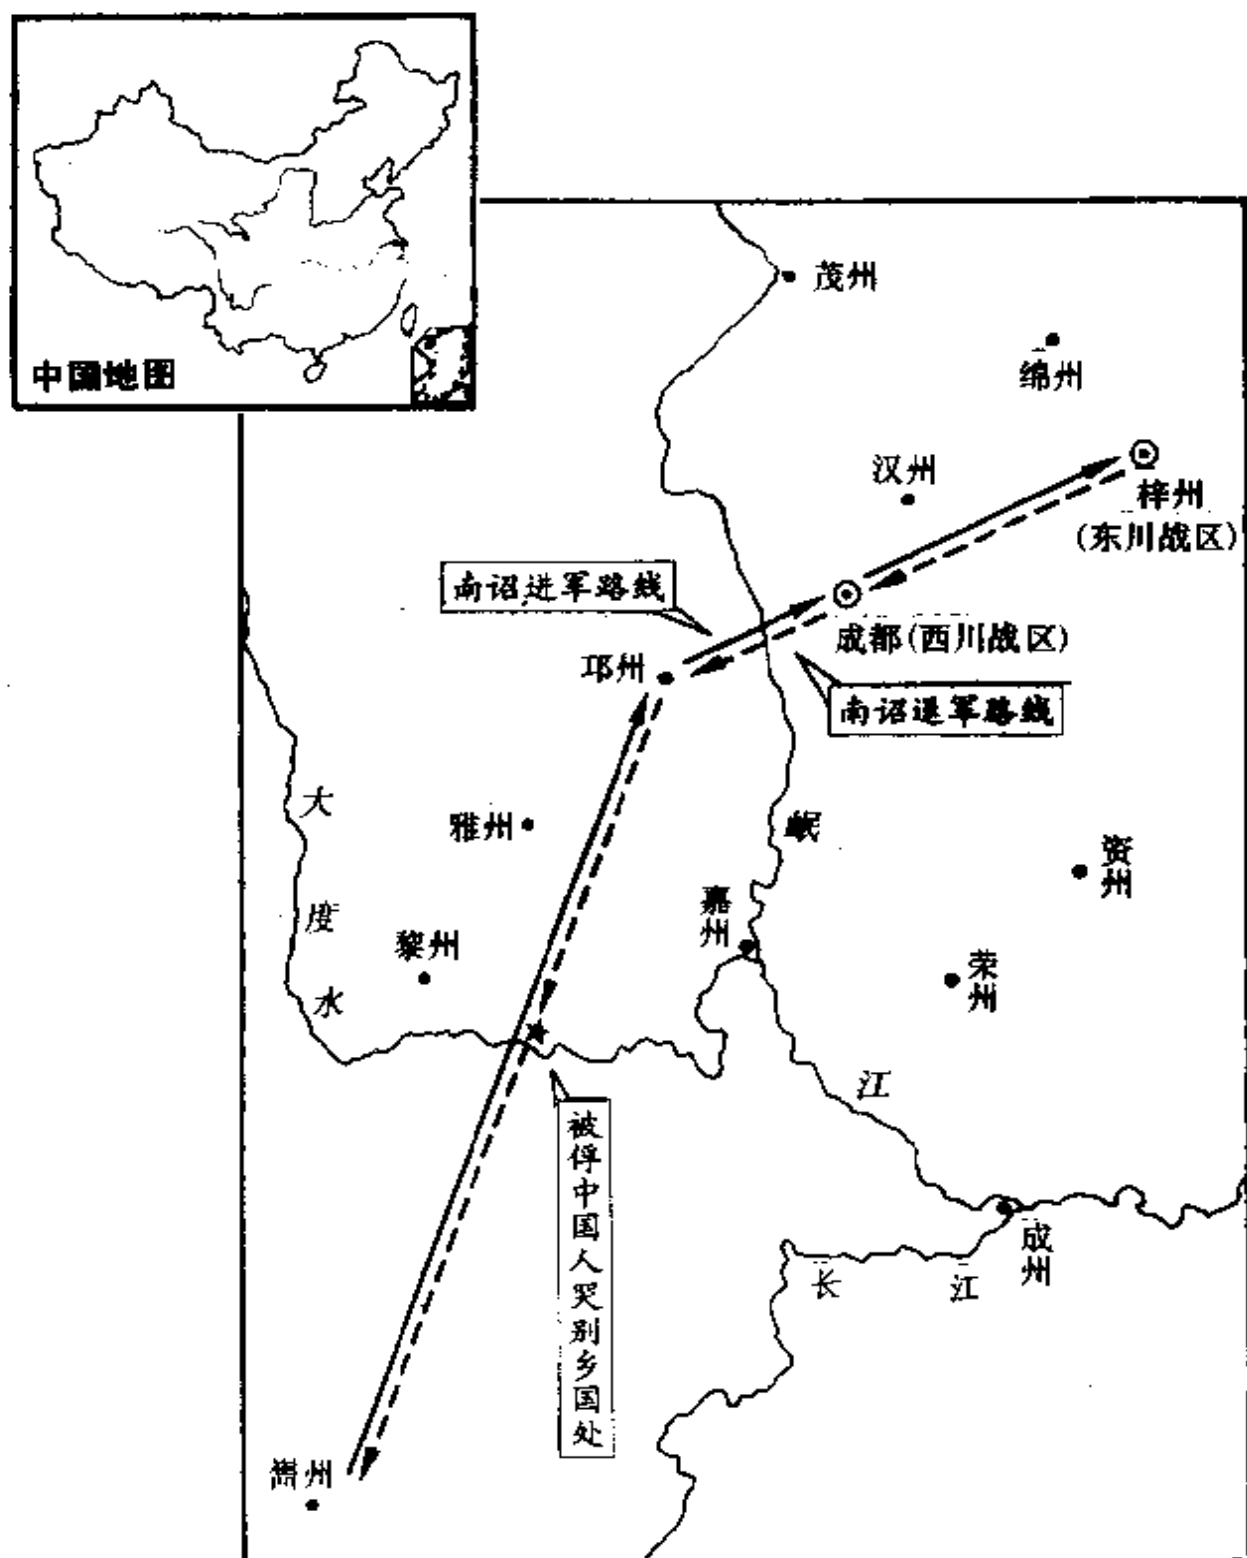 中国地图
茂州
绵州
汉州
梓州
(东川战区)
南诏进军路线
成都(西川战区)
邛州
南诏退军路线
大度水
雅州
岷江
资州
嘉州
黎州
荣州
被俘中国人哭别乡国处
成州
长江
巂州